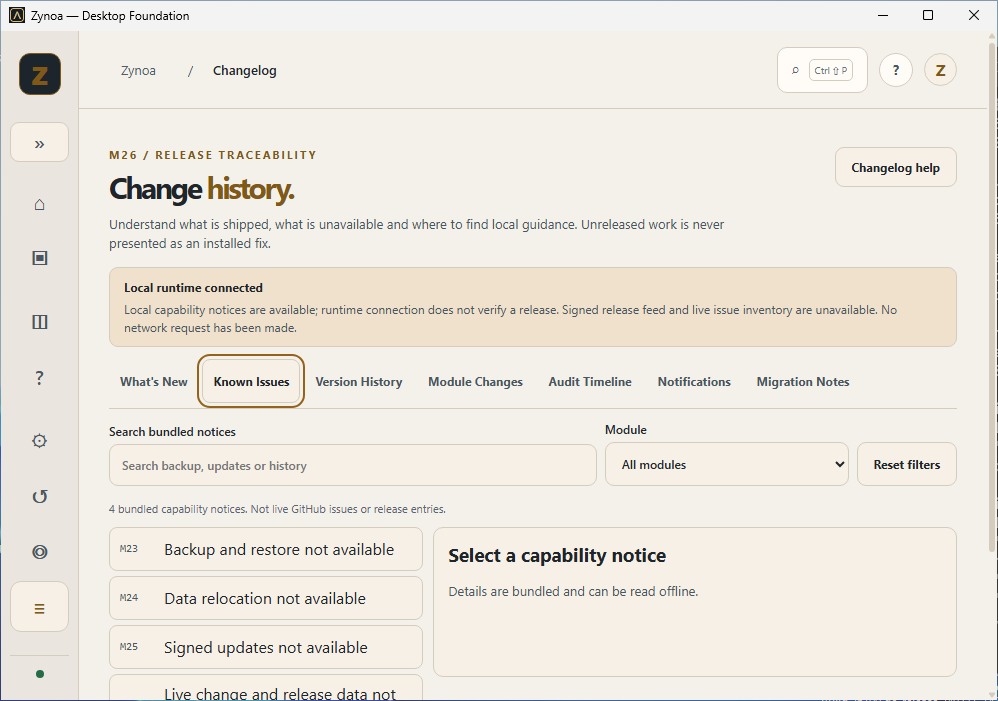 Zynoa — Desktop Foundation
Z
Zynoa / Changelog
Ctrl ⇧ P
?
Z
»
?
M26 / RELEASE TRACEABILITY
Change history.
Changelog help
Understand what is shipped, what is unavailable and where to find local guidance. Unreleased work is never
presented as an installed fix.
Local runtime connected
Local capability notices are available; runtime connection does not verify a release. Signed release feed and live issue inventory are unavailable. No
network request has been made.
What's New
Known Issues
Version History
Module Changes
Audit Timeline
Notifications
Migration Notes
Search bundled notices
Search backup, updates or history
Module
All modules
Reset filters
4 bundled capability notices. Not live GitHub issues or release entries.
M23 Backup and restore not available
M24 Data relocation not available
M25 Signed updates not available
Live change and release data not
Select a capability notice
Details are bundled and can be read offline.